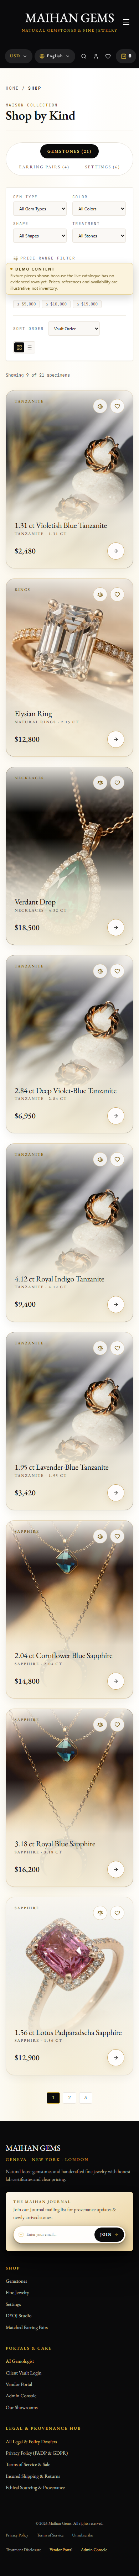 MAIHAN GEMS
NATURAL GEMSTONES & FINE JEWELRY
USD
English
0
HOME / SHOP
MAISON COLLECTION
Shop by Kind
GEMSTONES (21)
EARRING PAIRS (4)
SETTINGS (6)
GEM TYPE
COLOR
All Gem Types
All Colors
SHAPE
TREATMENT
All Shapes
All Stones
PRICE RANGE FILTER
DEMO CONTENT
Fixture pieces shown because the live catalogue has no evidenced rows yet. Prices, references and availability are illustrative, not inventory.
≤ $5,000
≤ $10,000
≤ $15,000
SORT ORDER
Vault Order
Showing 9 of 21 specimens
TANZANITE
1.31 ct Violetish Blue Tanzanite
TANZANITE · 1.31 CT
$2,480
RINGS
Elysian Ring
NATURAL RINGS · 2.15 CT
$12,800
NECKLACES
Verdant Drop
NECKLACES · 4.12 CT
$18,500
TANZANITE
2.84 ct Deep Violet-Blue Tanzanite
TANZANITE · 2.84 CT
$6,950
TANZANITE
4.12 ct Royal Indigo Tanzanite
TANZANITE · 4.12 CT
$9,400
TANZANITE
1.95 ct Lavender-Blue Tanzanite
TANZANITE · 1.95 CT
$3,420
SAPPHIRE
2.04 ct Cornflower Blue Sapphire
SAPPHIRE · 2.04 CT
$14,800
SAPPHIRE
3.18 ct Royal Blue Sapphire
SAPPHIRE · 3.18 CT
$16,200
SAPPHIRE
1.56 ct Lotus Padparadscha Sapphire
SAPPHIRE · 1.56 CT
$12,900
1 2 3
MAIHAN GEMS
GENEVA · NEW YORK · LONDON
Natural loose gemstones and handcrafted fine jewelry with honest lab certificates and clear pricing.
THE MAIHAN JOURNAL
Join our Journal mailing list for provenance updates & newly arrived stones.
Enter your email...
JOIN
SHOP
Gemstones
Fine Jewelry
Settings
DIYOJ Studio
Matched Earring Pairs
PORTALS & CARE
AI Gemologist
Client Vault Login
Vendor Portal
Admin Console
Our Showrooms
LEGAL & PROVENANCE HUB
All Legal & Policy Dossiers
Privacy Policy (FADP & GDPR)
Terms of Service & Sale
Insured Shipping & Returns
Ethical Sourcing & Provenance
© 2026 Maihan Gems. All rights reserved.
Privacy Policy
Terms of Service
Unsubscribe
Treatment Disclosure
Vendor Portal
Admin Console